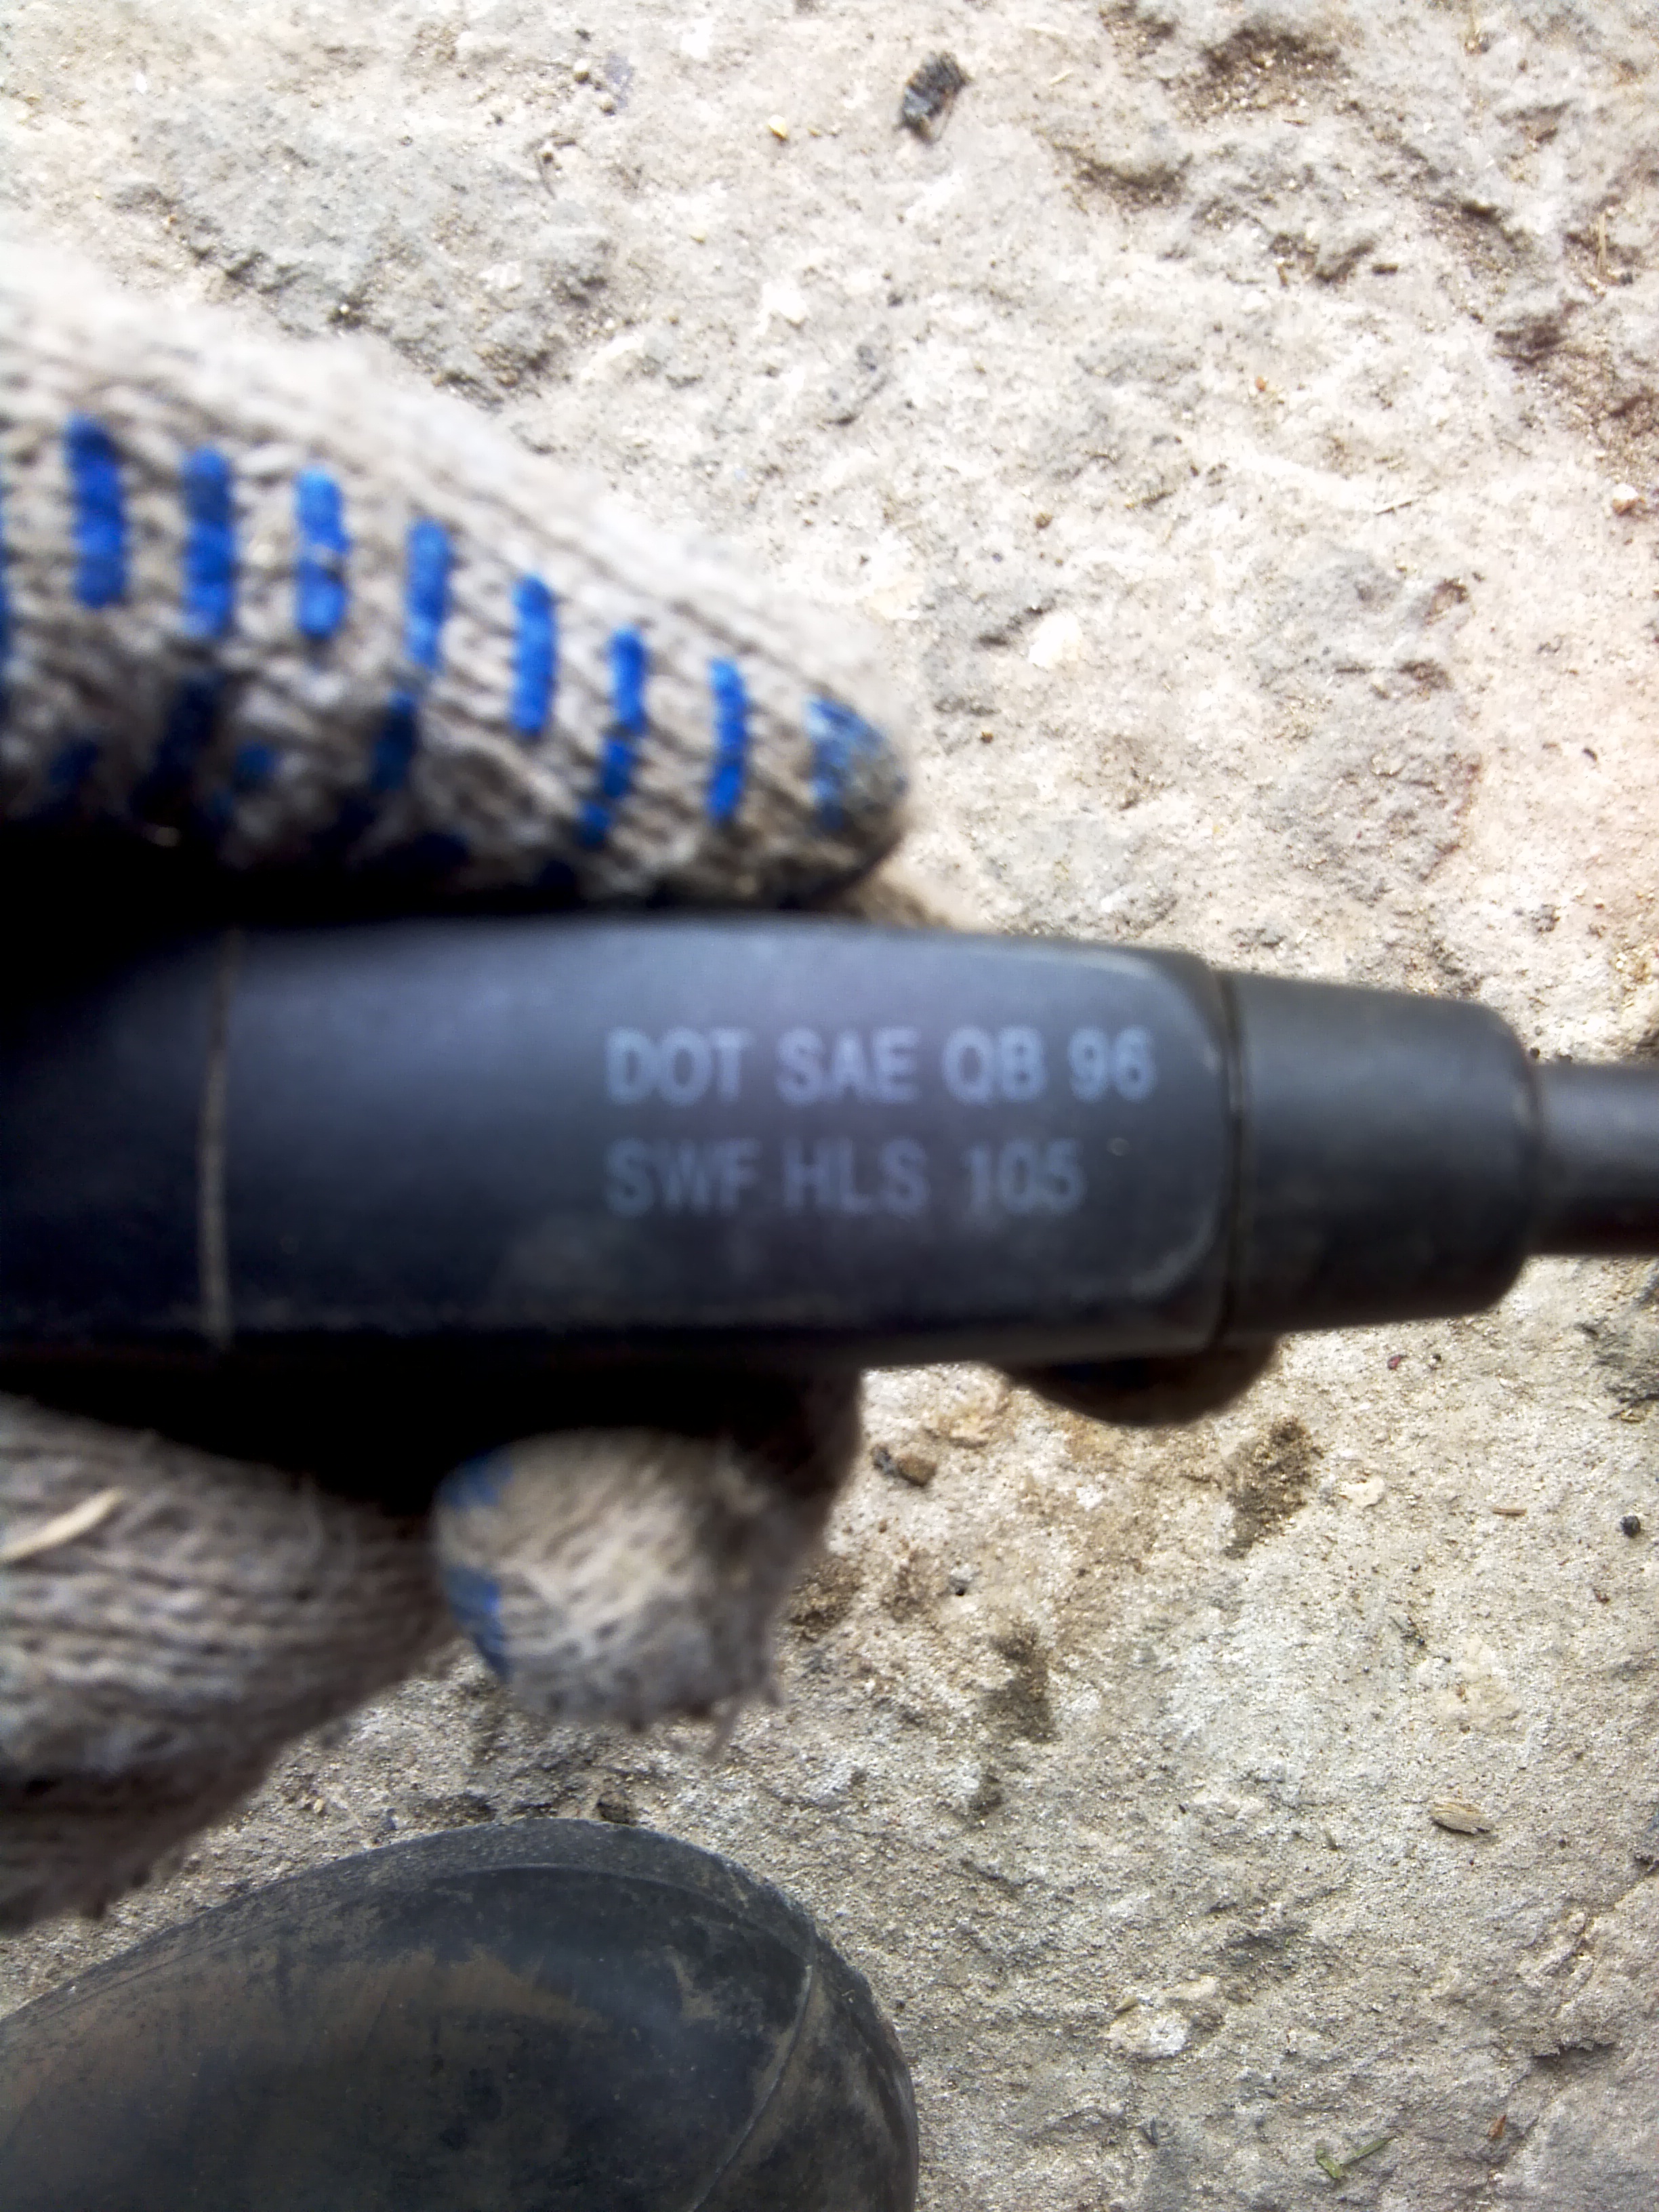 DOT SAE QB 96
SWF HLS 105